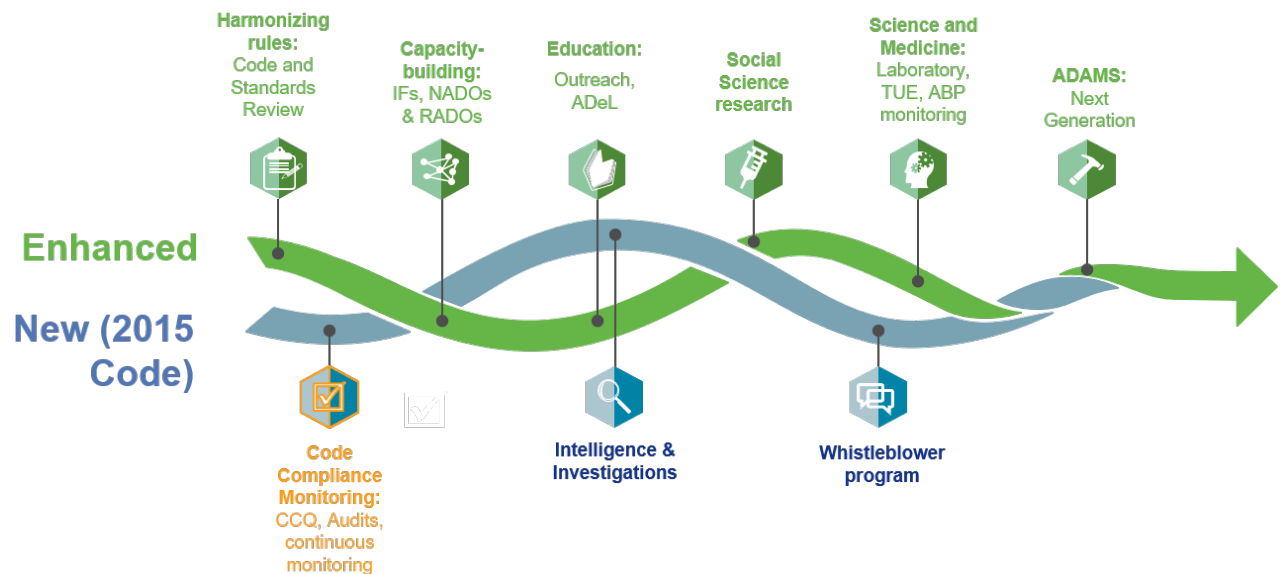 Harmonizing
rules:
Code and
Standards
Review
Capacity-
building:
IFs, NADOs
& RADOs
Education:
Outreach,
ADeL
Social
Science
research
Science and
Medicine:
Laboratory,
TUE, ABP
monitoring
ADAMS:
Next
Generation
Enhanced
New (2015
Code)
Code
Compliance
Monitoring:
CCQ, Audits,
continuous
monitoring
Intelligence &
Investigations
Whistleblower
program